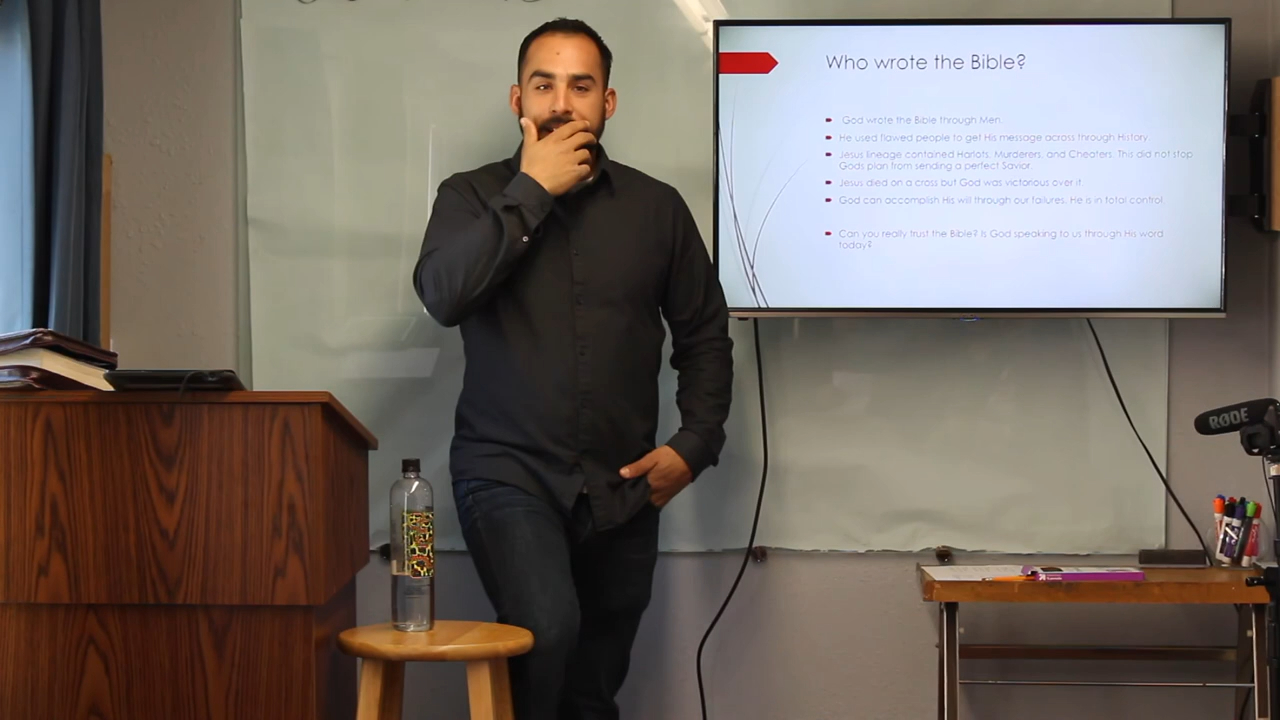 Who wrote the Bible?
God wrote the Bible through Men.
He used flawed people to get His message across through History.
Jesus lineage contained Harlots, Murderers, and Cheaters. This did not stop
Gods plan from sending a perfect Savior.
Jesus died on a cross but God was victorious over it.
God can accomplish His will through our failures. He is in total control.
Can you really trust the Bible? Is God speaking to us through His word
today?
RØDE